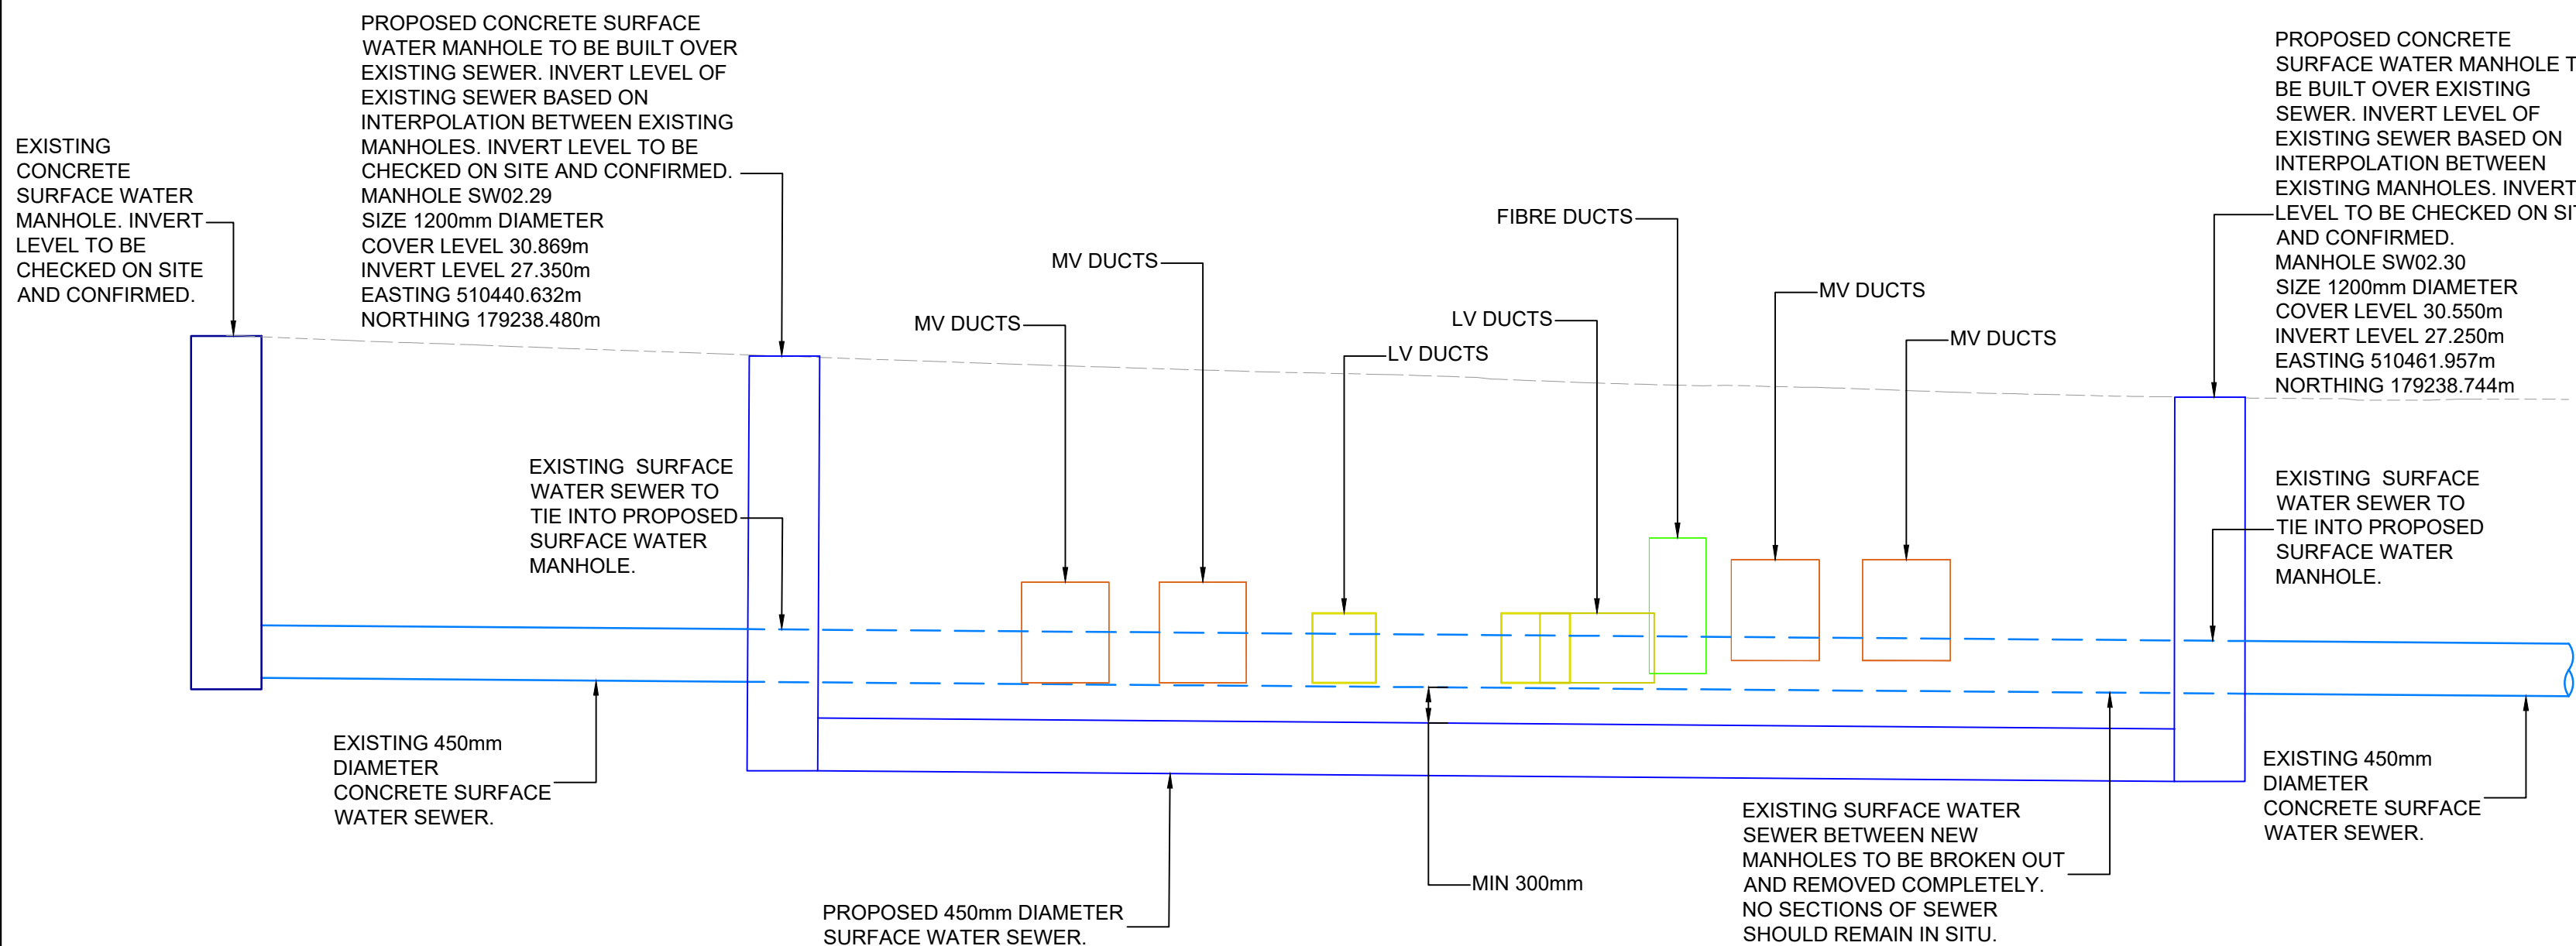 EXISTING
CONCRETE
SURFACE WATER
MANHOLE. INVERT
LEVEL TO BE
CHECKED ON SITE
AND CONFIRMED.
PROPOSED CONCRETE SURFACE
WATER MANHOLE TO BE BUILT OVER
EXISTING SEWER. INVERT LEVEL OF
EXISTING SEWER BASED ON
INTERPOLATION BETWEEN EXISTING
MANHOLES. INVERT LEVEL TO BE
CHECKED ON SITE AND CONFIRMED.
MANHOLE SW02.29
SIZE 1200mm DIAMETER
COVER LEVEL 30.869m
INVERT LEVEL 27.350m
EASTING 510440.632m
NORTHING 179238.480m
MV DUCTS
MV DUCTS
LV DUCTS
LV DUCTS
FIBRE DUCTS
MV DUCTS
MV DUCTS
PROPOSED CONCRETE
SURFACE WATER MANHOLE T
BE BUILT OVER EXISTING
SEWER. INVERT LEVEL OF
EXISTING SEWER BASED ON
INTERPOLATION BETWEEN
EXISTING MANHOLES. INVERT
LEVEL TO BE CHECKED ON SI
AND CONFIRMED.
MANHOLE SW02.30
SIZE 1200mm DIAMETER
COVER LEVEL 30.550m
INVERT LEVEL 27.250m
EASTING 510461.957m
NORTHING 179238.744m
EXISTING SURFACE
WATER SEWER TO
TIE INTO PROPOSED
SURFACE WATER
MANHOLE.
EXISTING SURFACE
WATER SEWER TO
TIE INTO PROPOSED
SURFACE WATER
MANHOLE.
EXISTING 450mm
DIAMETER
CONCRETE SURFACE
WATER SEWER.
PROPOSED 450mm DIAMETER
SURFACE WATER SEWER.
MIN 300mm
EXISTING SURFACE WATER
SEWER BETWEEN NEW
MANHOLES TO BE BROKEN OUT
AND REMOVED COMPLETELY.
NO SECTIONS OF SEWER
SHOULD REMAIN IN SITU.
EXISTING 450mm
DIAMETER
CONCRETE SURFACE
WATER SEWER.